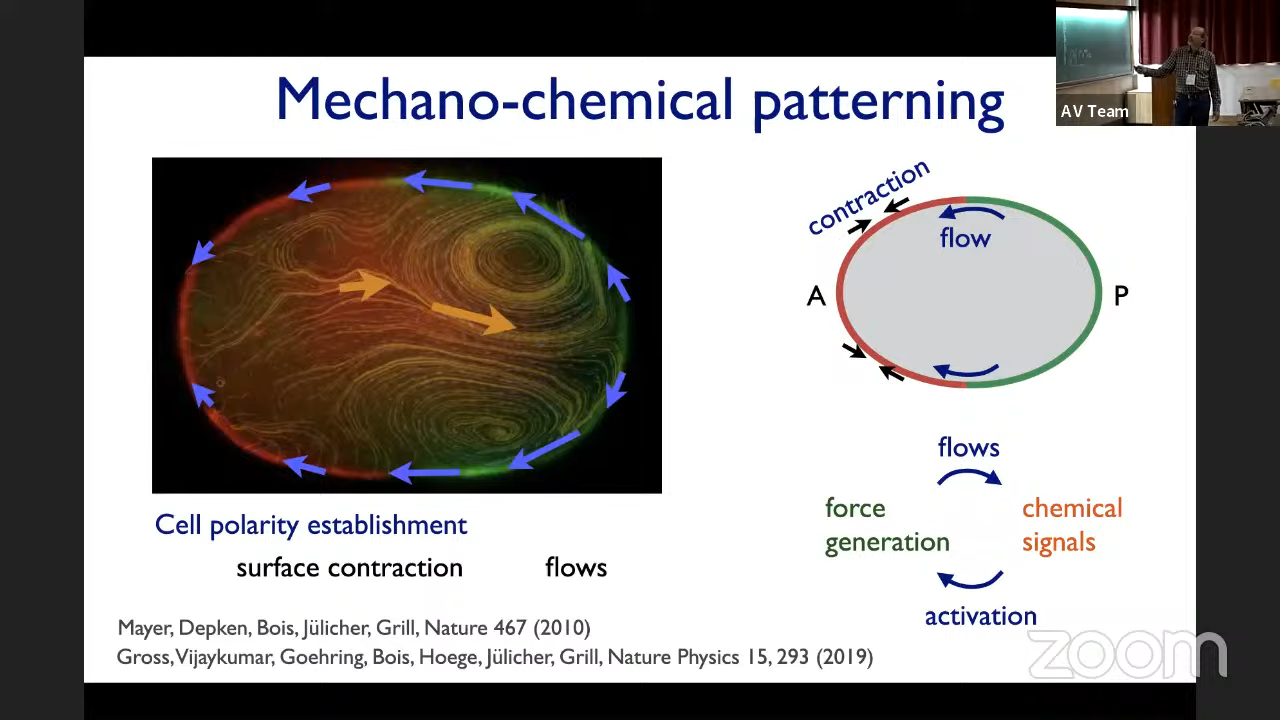 Mechano-chemical patterning
AV Team
contraction
flow
A
P
flows
force
generation
chemical
signals
activation
Cell polarity establishment
surface contraction
flows
Mayer, Depken, Bois, Jülicher, Grill, Nature 467 (2010)
Gross, Vijaykumar, Goehring, Bois, Hoege, Jülicher, Grill, Nature Physics 15, 293 (2019)
zoom